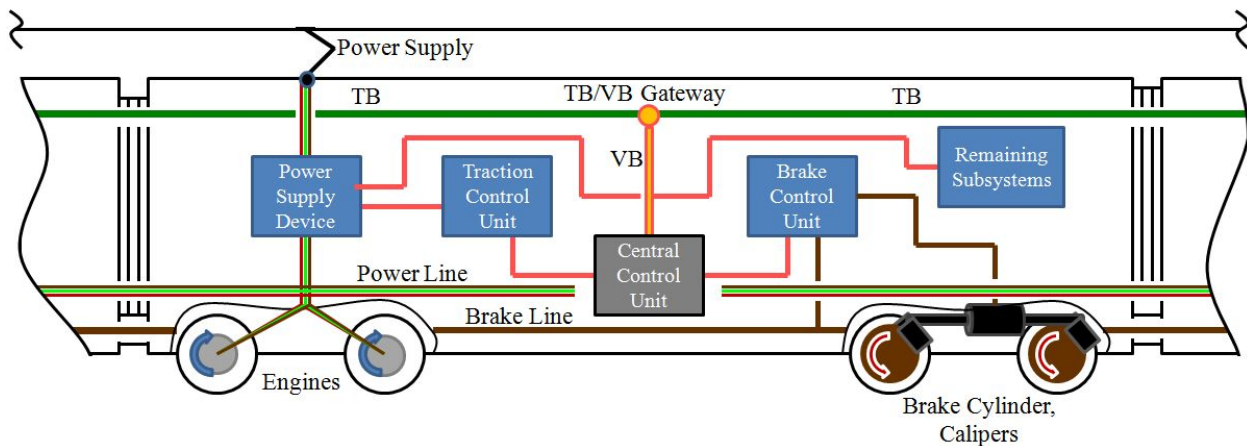 Power Supply
TB
TB/VB Gateway
TB
VB
Power
Supply
Device
Traction
Control
Unit
Brake
Control
Unit
Remaining
Subsystems
Central
Control
Unit
Power Line
Brake Line
Engines
Brake Cylinder,
Calipers